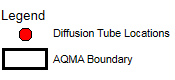 Legend
Diffusion Tube Locations
AQMA Boundary